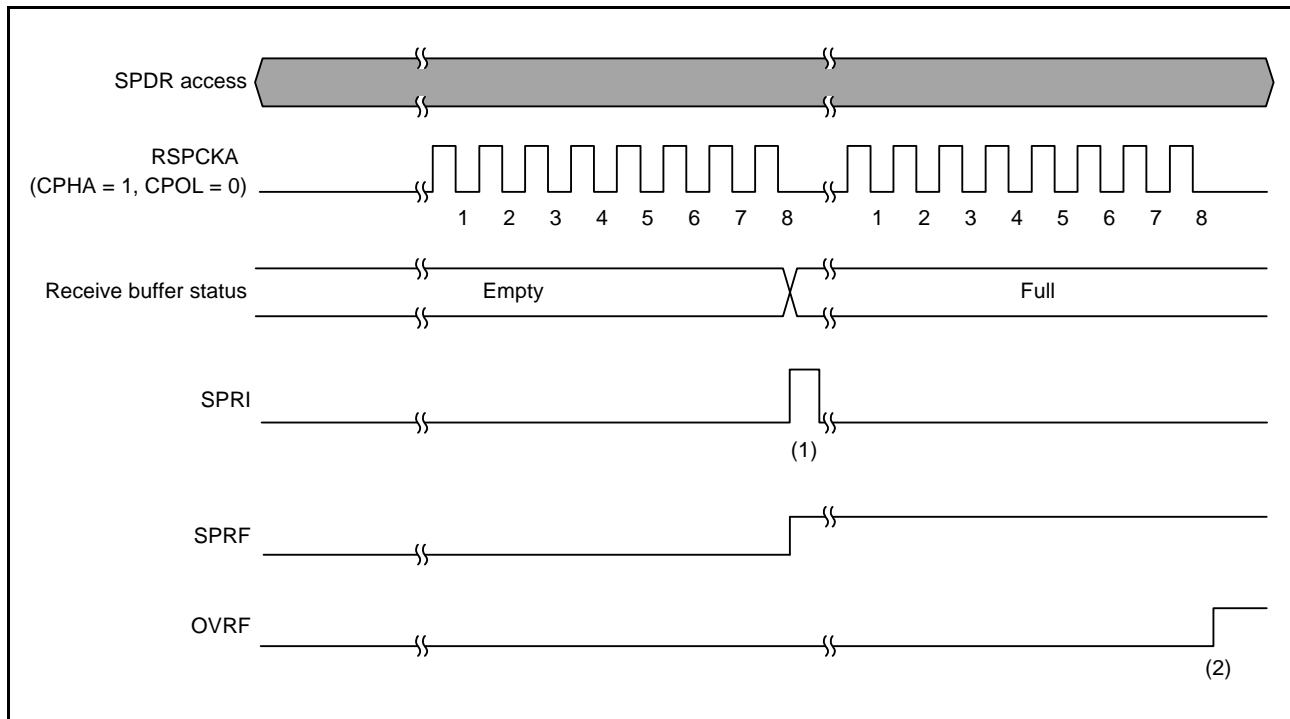 SPDR access
RSPCKA
(CPHA = 1, CPOL = 0)
1 2 3 4 5 6 7 8 1 2 3 4 5 6 7 8
Receive buffer status Empty Full
SPRI
(1)
SPRF
OVRF
(2)